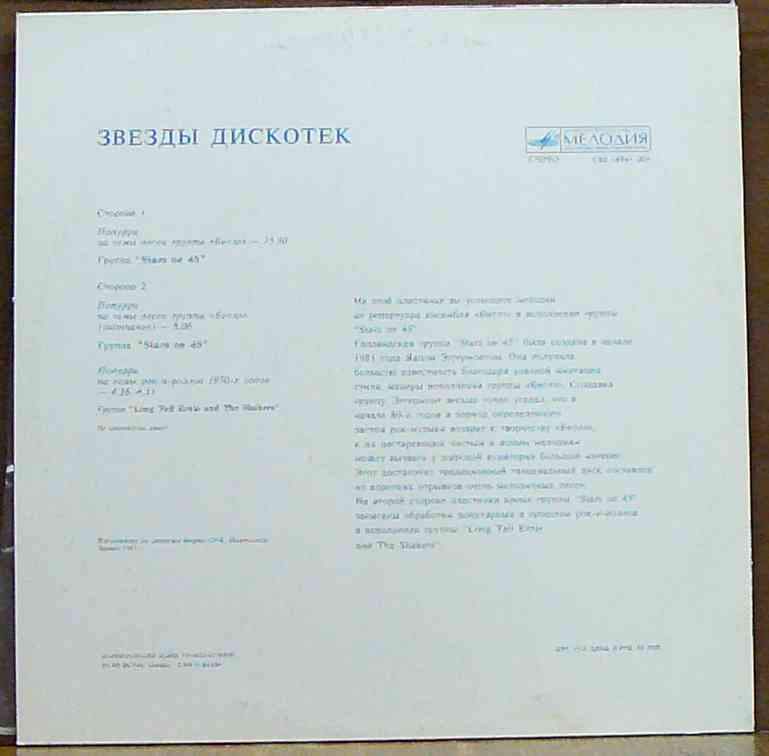 ЗВЕЗДЫ ДИСКОТЕК
МЕЛОДИЯ
СТЕРЕО
Сторона 1
Попурри
на темы песен группы «Битлз» — 15.30
Группа "Stars on 45"
Сторона 2
Попурри
на темы песен группы «Битлз»
(окончание) — 8.06
Группа "Stars on 45"
Попурри
на темы рок-н-роллов 1950-х годов
— 4.16, 4.11
Группа "Long Tall Ernie and The Shakers"
На этой пластинке вы услышите мелодии
из репертуара ансамбля «Битлз» в исполнении группы
"Stars on 45".
Голландская группа "Stars on 45" была создана в начале
1981 года Яапом Эггермонтом. Она получила
большую известность благодаря удачной имитации
стиля, манеры исполнения группы «Битлз». Создавая
группу, Эггермонт весьма точно угадал, что в
начале 80-х годов в период определенного
застоя рок-музыки возврат к творчеству «Битлз»,
к их нестареющим чистым и ясным мелодиям
может вызвать у широкой аудитории большой интерес.
Этот достаточно традиционный танцевальный диск составлен
из коротких отрывков очень мелодичных песен.
На второй стороне пластинки кроме группы "Stars on 45"
записаны обработки популярных в прошлом рок-н-роллов
в исполнении группы "Long Tall Ernie
and The Shakers".